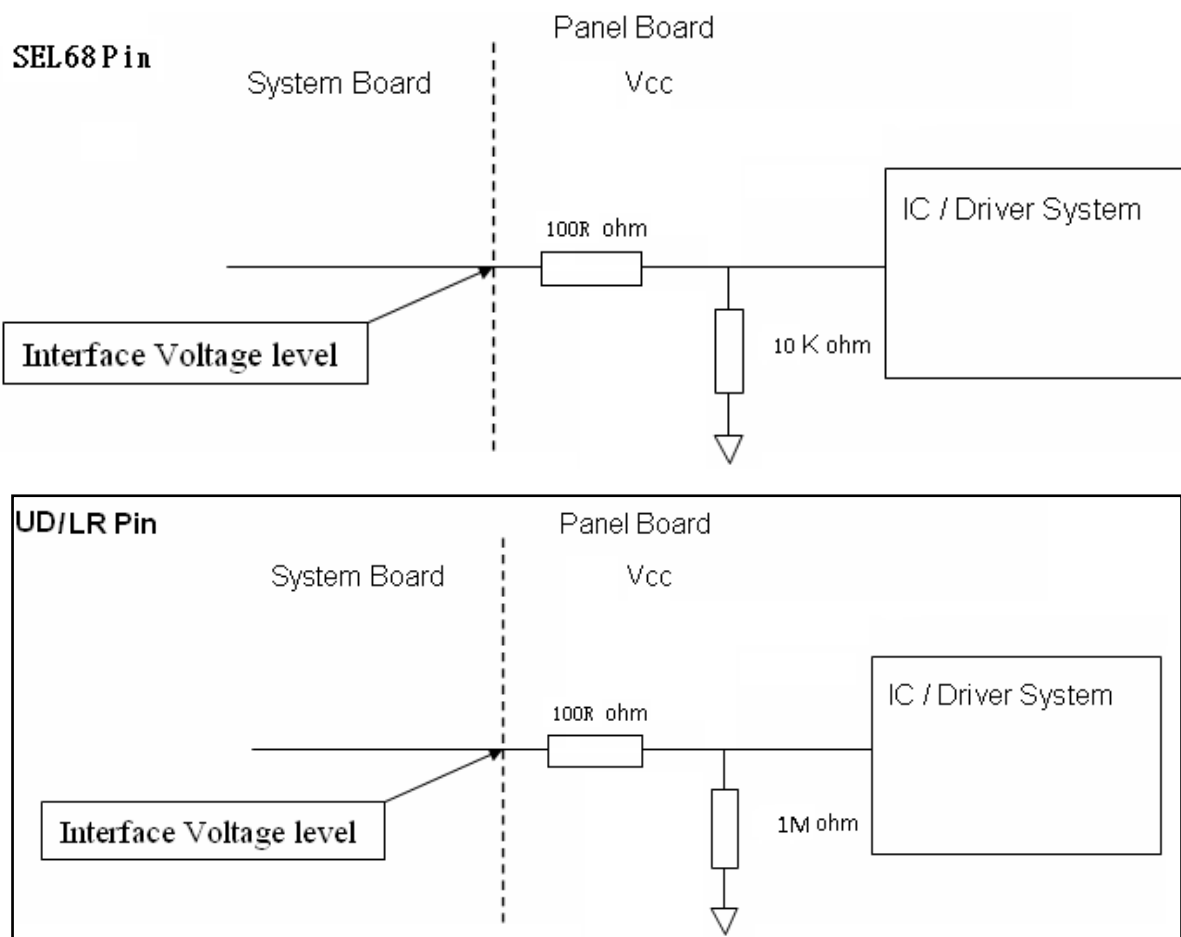 Panel Board
SEL68 Pin
System Board
Vcc
IC / Driver System
100R ohm
Interface Voltage level
10 K ohm
UD/LR Pin
Panel Board
System Board
Vcc
IC / Driver System
100R ohm
Interface Voltage level
1M ohm